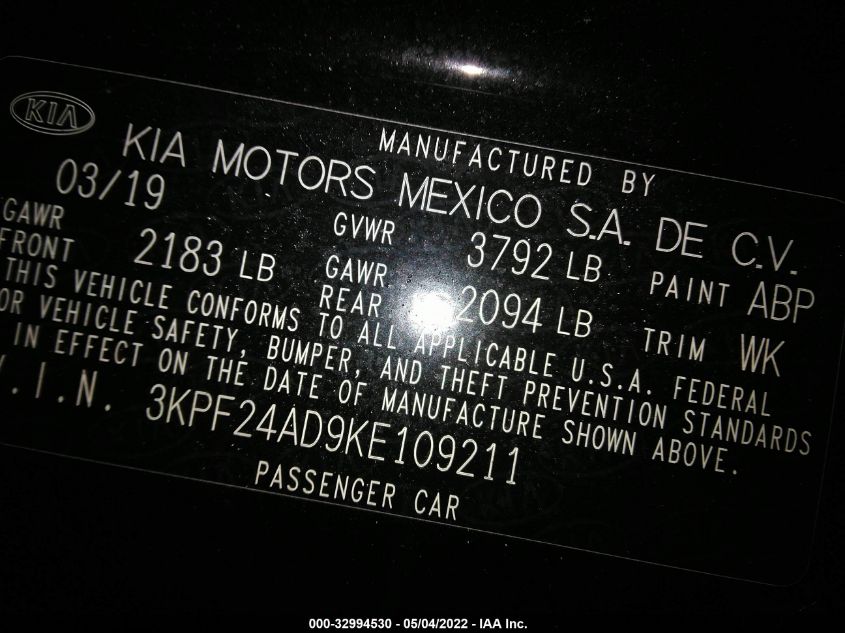 KIA
MANUFACTURED BY
KIA MOTORS MEXICO S.A. DE C.V.
03/19 GVWR 3792 LB PAINT ABP
GAWR FRONT 2183 LB GAWR REAR 2094 LB TRIM WK
THIS VEHICLE CONFORMS TO ALL APPLICABLE U.S.A. FEDERAL
OR VEHICLE SAFETY, BUMPER, AND THEFT PREVENTION STANDARDS
IN EFFECT ON THE DATE OF MANUFACTURE SHOWN ABOVE.
V.I.N. 3KPF24AD9KE109211
PASSENGER CAR
000-32994530 - 05/04/2022 - IAA Inc.